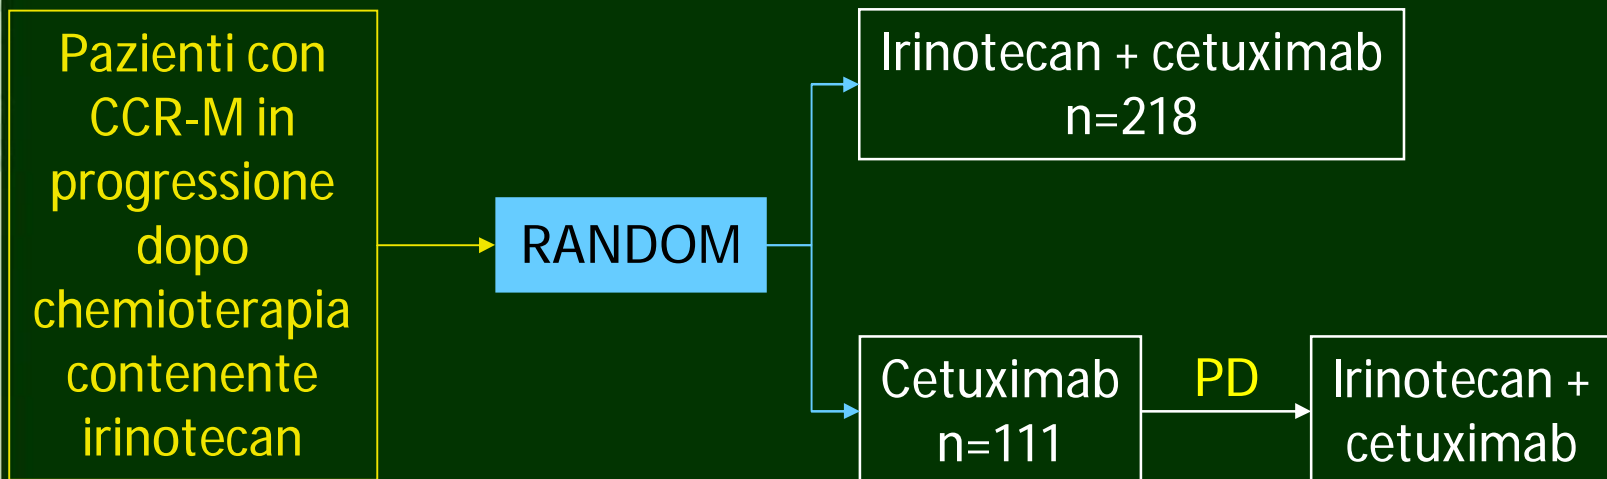 Pazienti con
CCR-M in
progressione
dopo
chemioterapia
contenente
irinotecan
RANDOM
Irinotecan + cetuximab
n=218
Cetuximab
n=111
PD
Irinotecan +
cetuximab